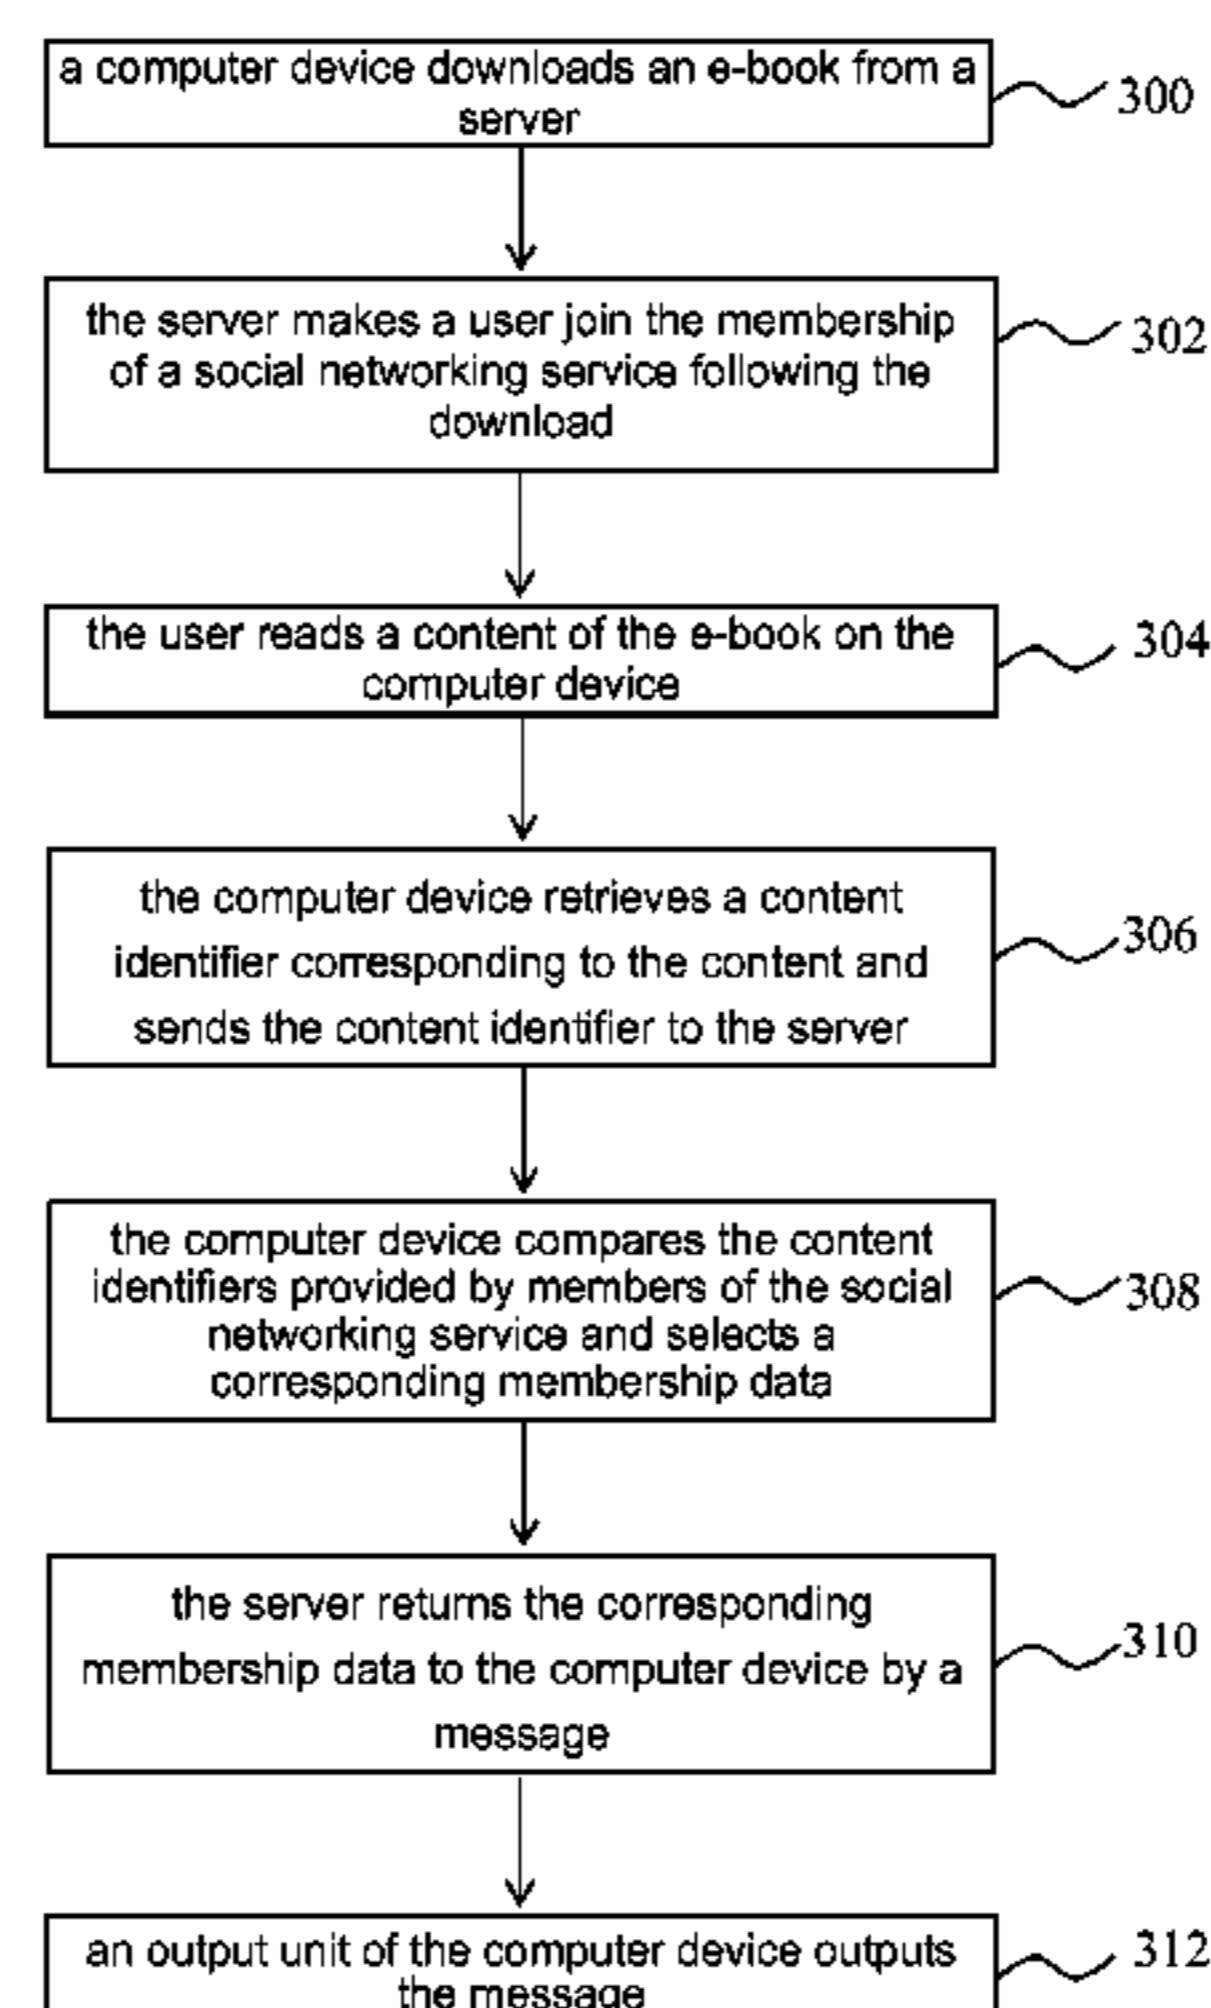 a computer device downloads an e-book from a
server
300
the server makes a user join the membership
of a social networking service following the
download
302
the user reads a content of the e-book on the
computer device
304
the computer device retrieves a content
identifier corresponding to the content and
sends the content identifier to the server
306
the computer device compares the content
identifiers provided by members of the social
networking service and selects a
corresponding membership data
308
the server returns the corresponding
membership data to the computer device by a
message
310
an output unit of the computer device outputs
the message
312